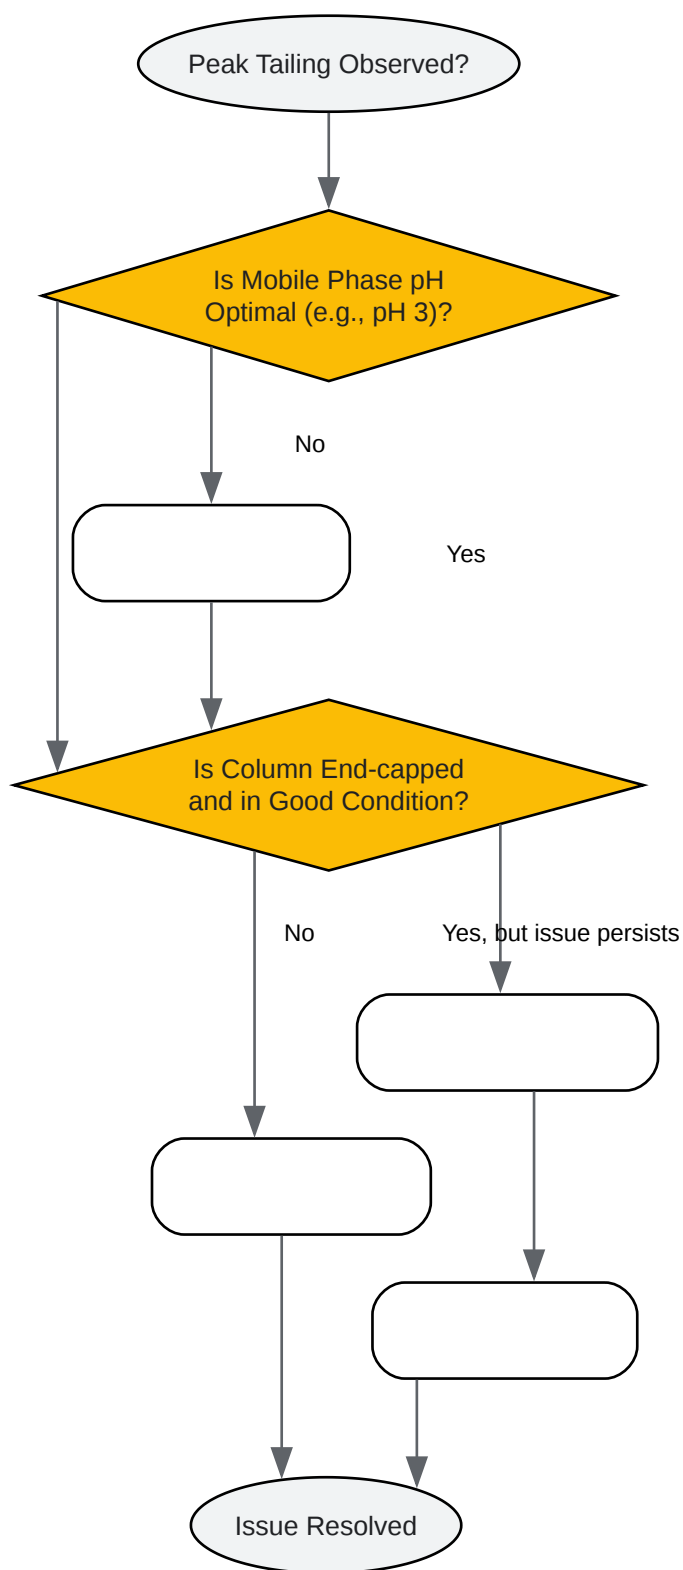 Peak Tailing Observed?
Is Mobile Phase pH
Optimal (e.g., pH 3)?
No
Yes
Is Column End-capped
and in Good Condition?
No
Yes, but issue persists
Issue Resolved